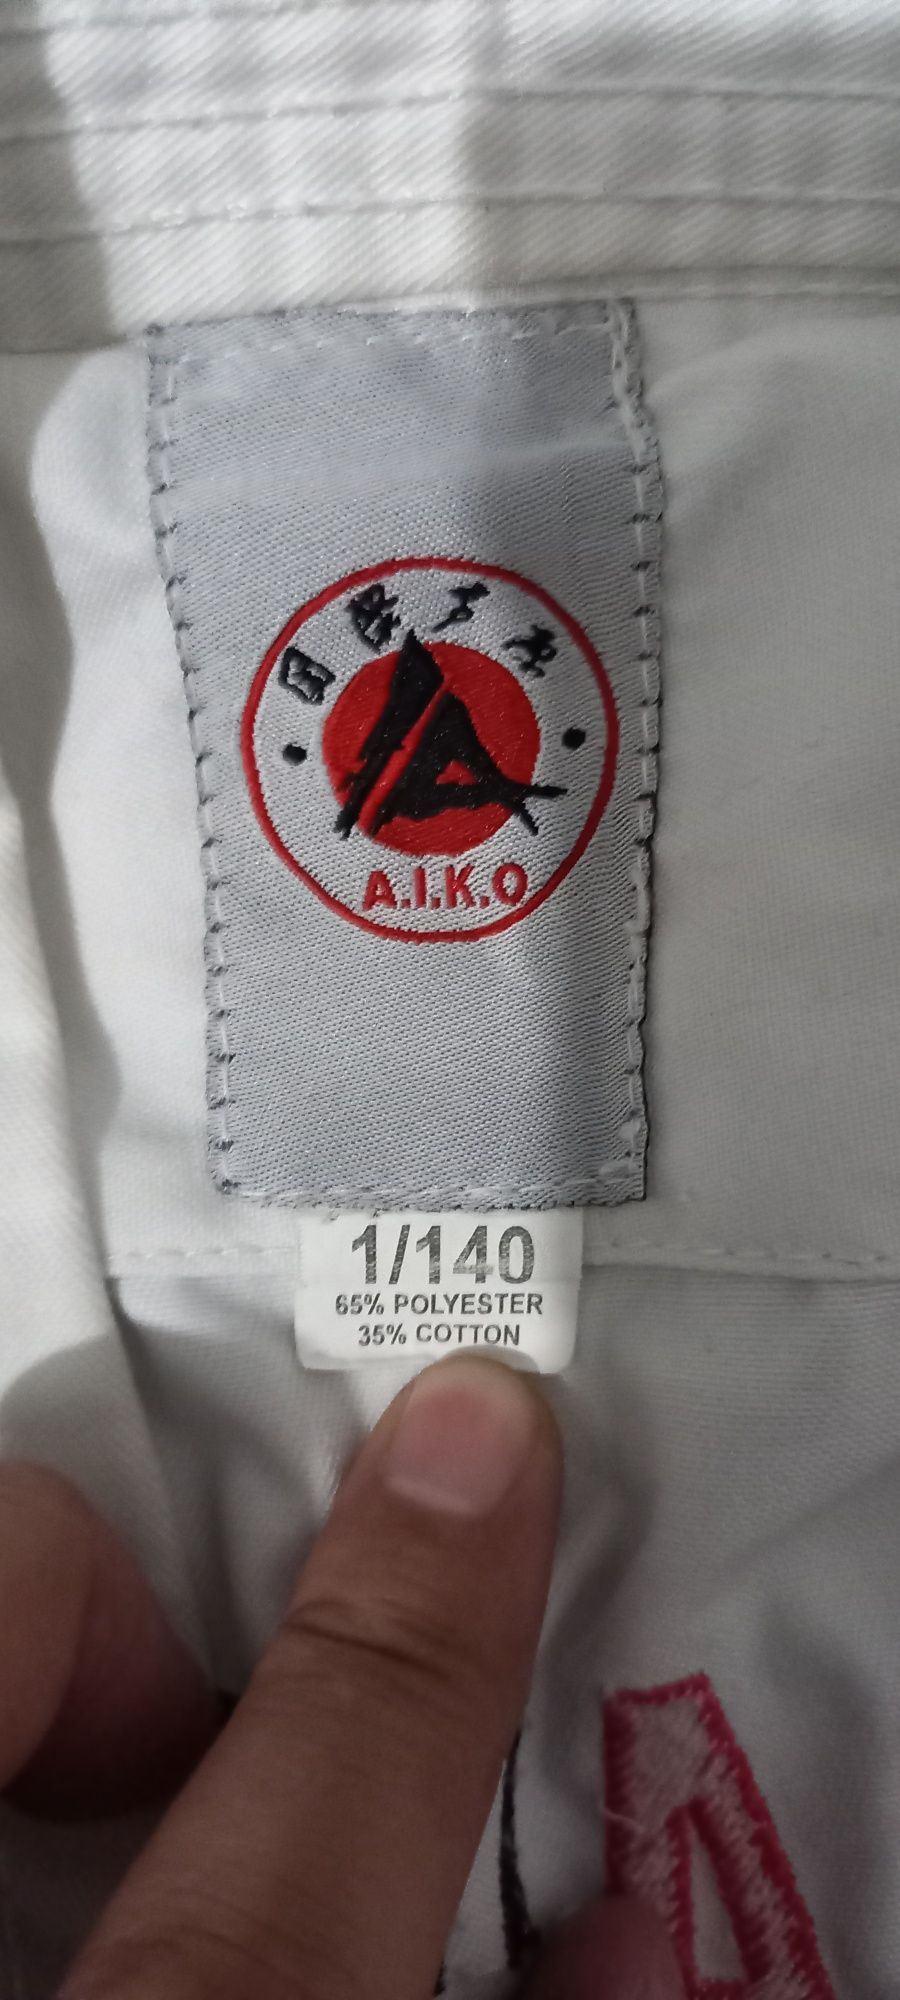 A.I.K.O
1/140
65% POLYESTER
35% COTTON
A